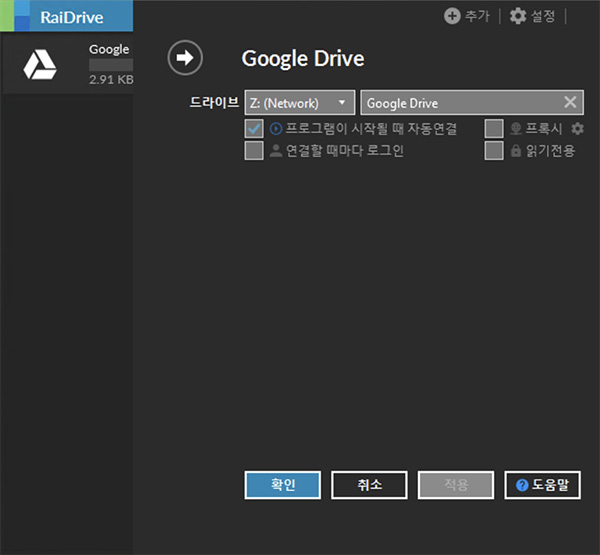 RaiDrive
추가
설정
Google
2.91 KB
Google Drive
드라이브 Z: (Network) Google Drive
프로그램이 시작될 때 자동연결 프록시
연결할 때마다 로그인 읽기전용
확인 취소 적용 도움말